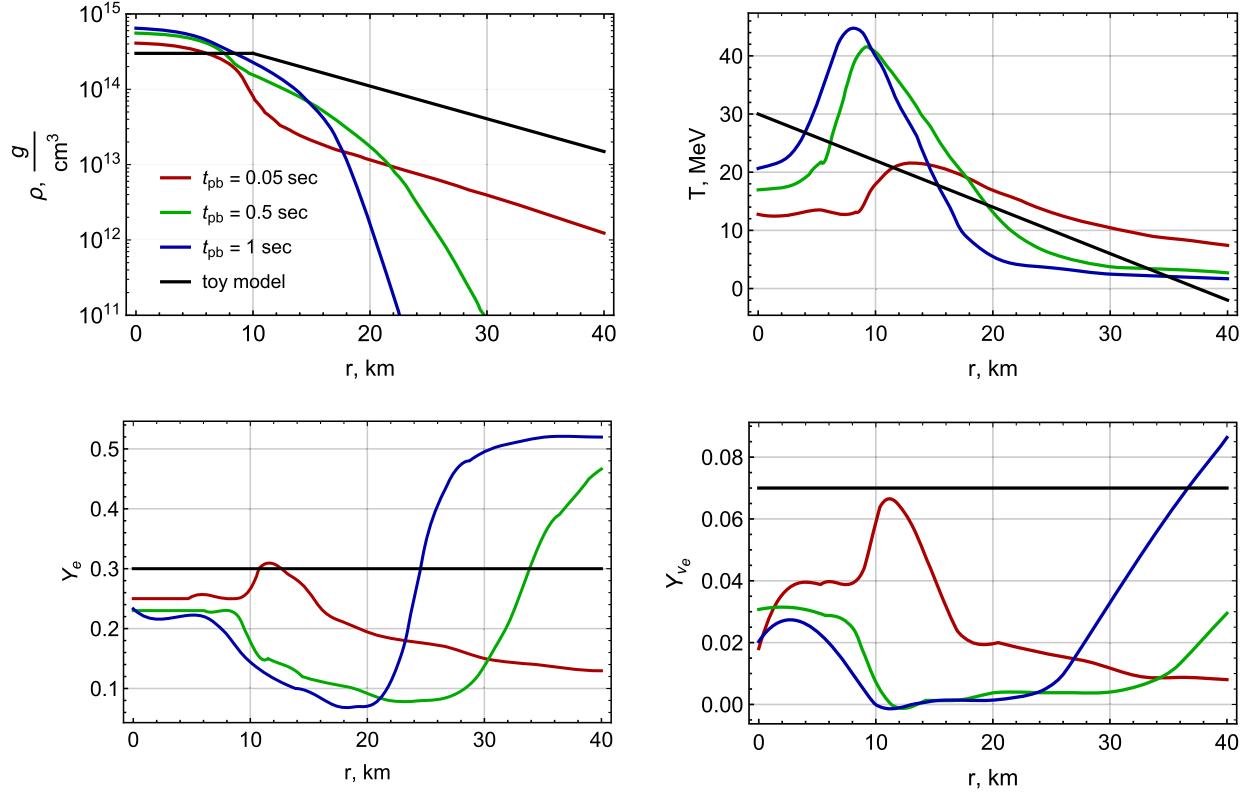 10^15
10^14
10^13
10^12
10^11
ρ, g/cm^3
t_pb = 0.05 sec
t_pb = 0.5 sec
t_pb = 1 sec
toy model
0 10 20 30 40
r, km
40
30
20
10
0
T, MeV
0 10 20 30 40
r, km
0.5
0.4
0.3
0.2
0.1
Y_e
0 10 20 30 40
r, km
0.08
0.06
0.04
0.02
0.00
Y_{ν_e}
0 10 20 30 40
r, km